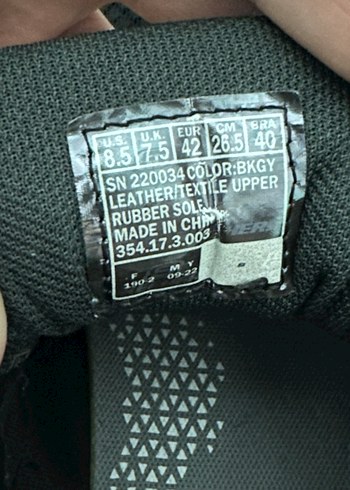 U.S. U.K. EUR CM BRA
8.5 7.5 42 26.5 40
SN 220034 COLOR:BKGY
LEATHER/TEXTILE UPPER
RUBBER SOLE
MADE IN CHINA
354.17.3.003
F M Y
190-2 09-22